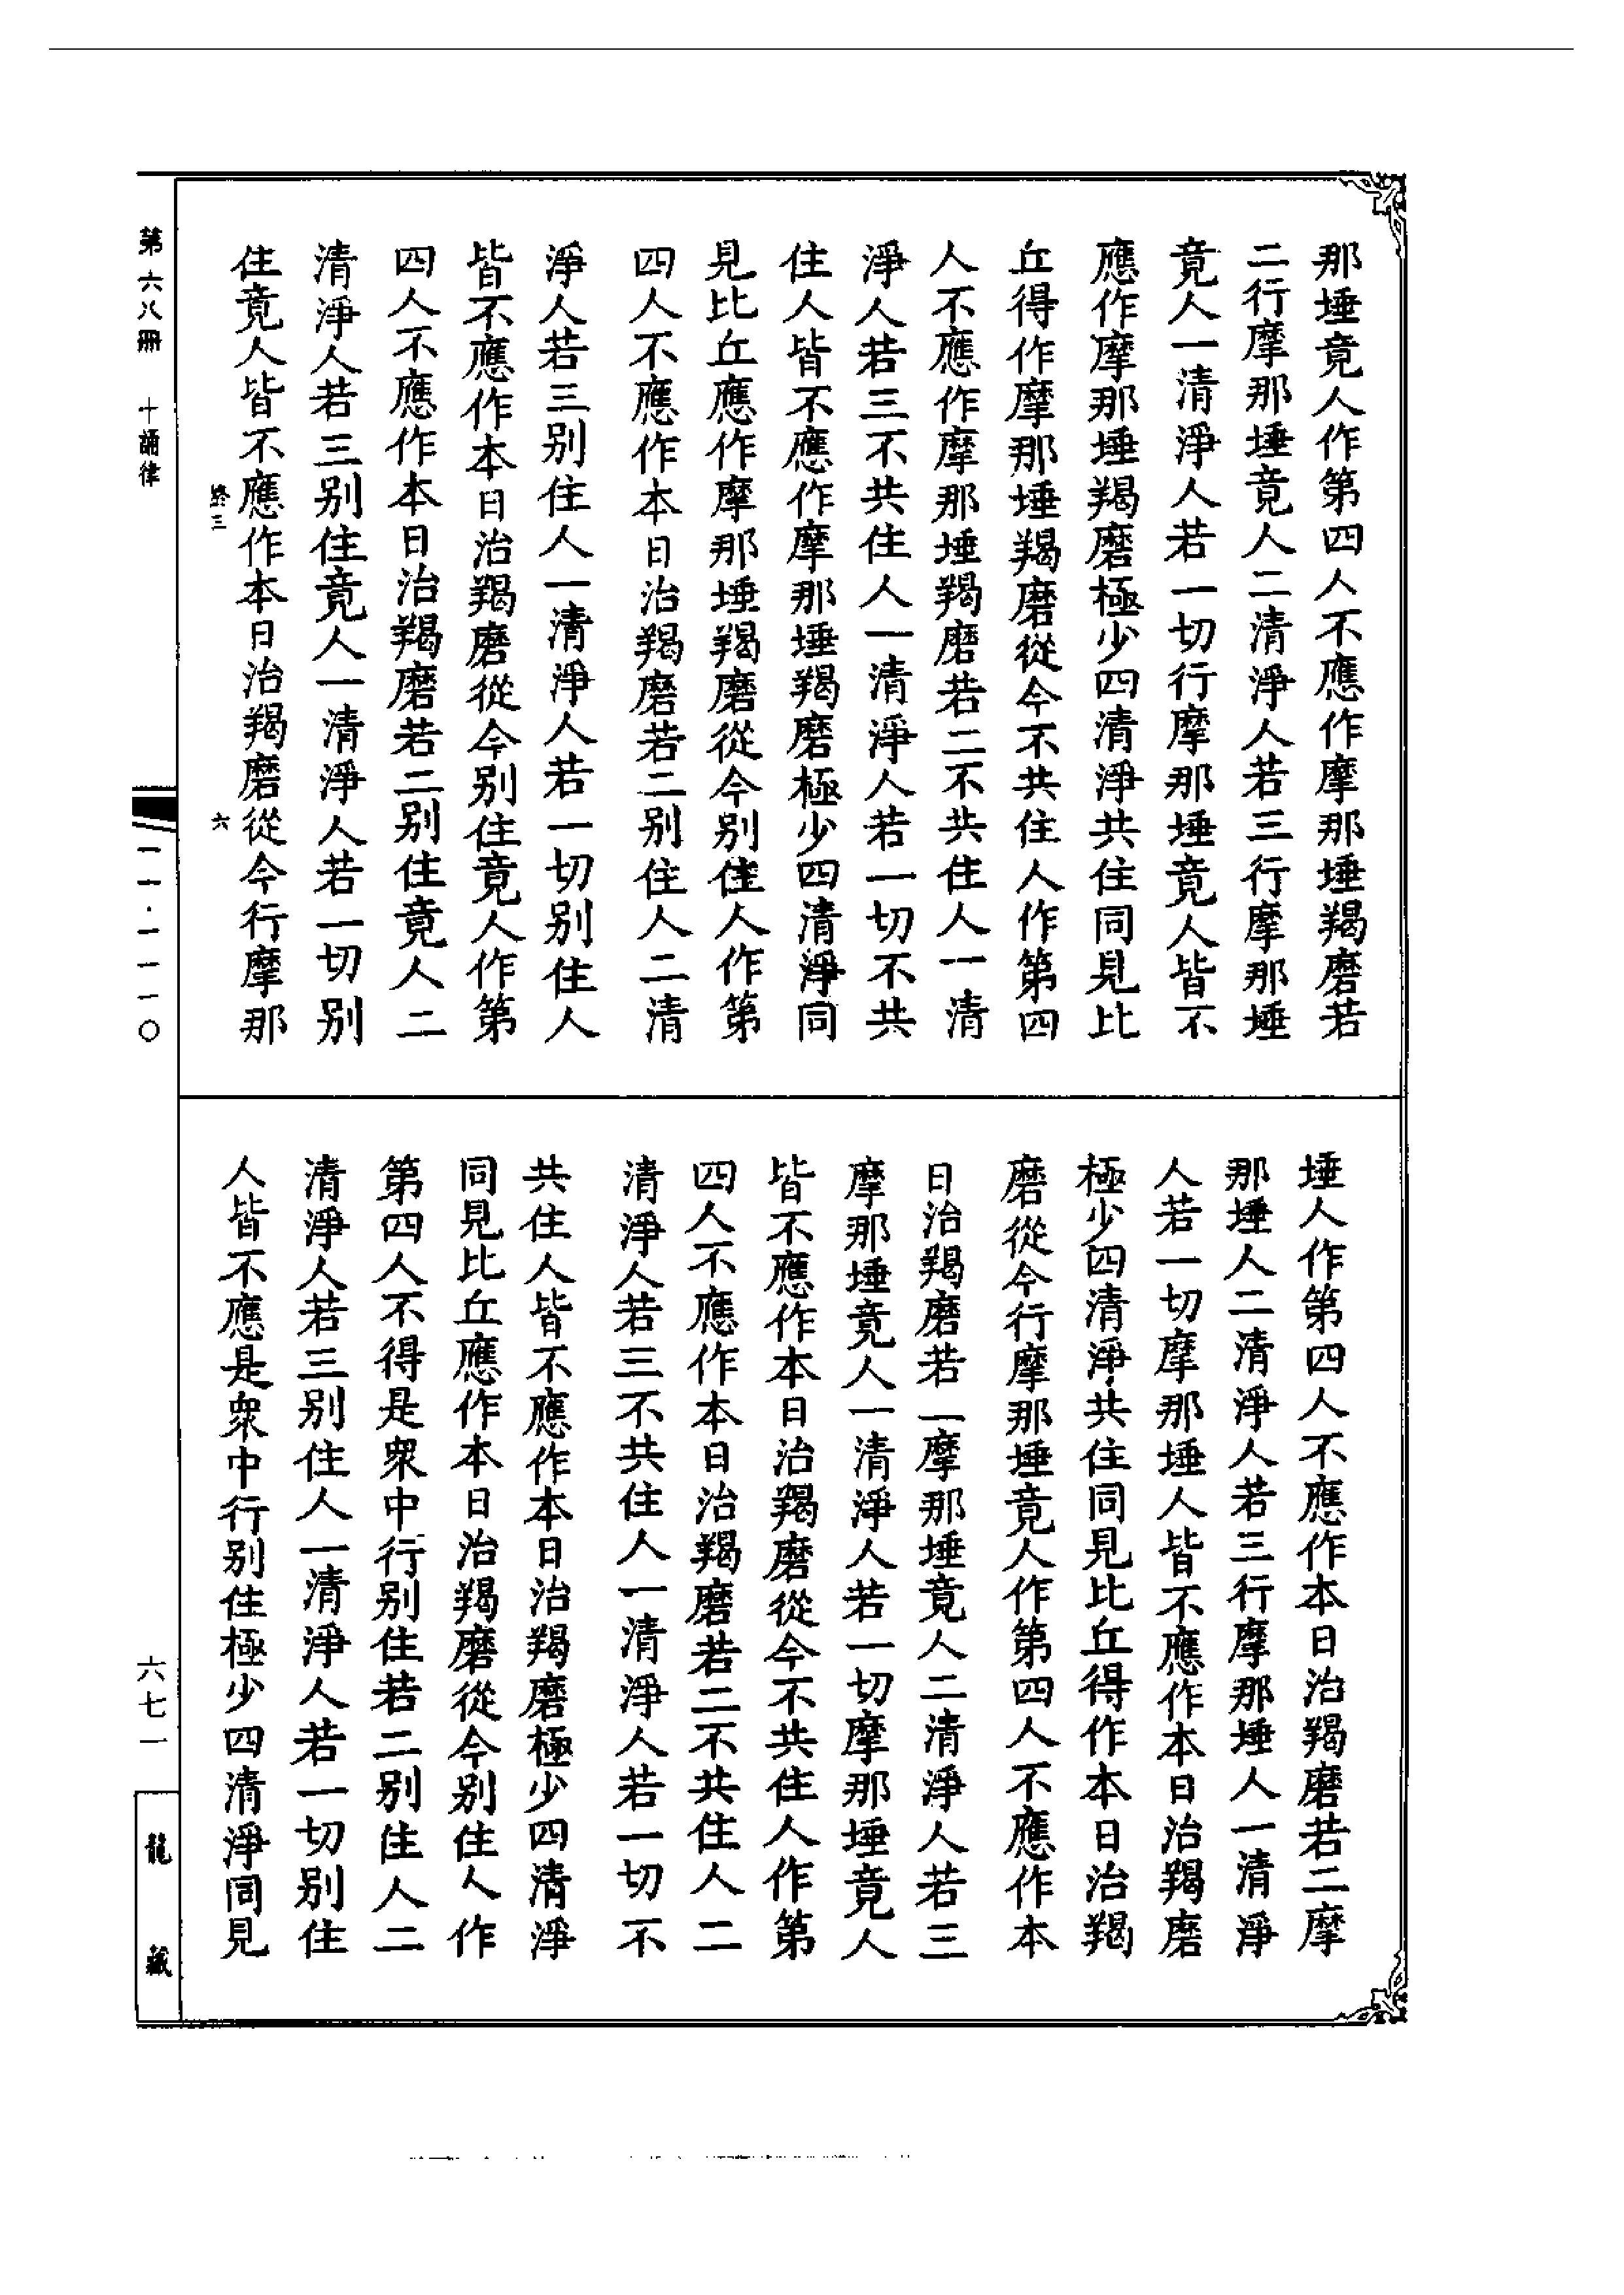 那埵竟人作第四人不應作摩那埵羯磨若
二行摩那埵竟人二清淨人若三行摩那埵
竟人一清淨人若一切行摩那埵竟人皆不
應作摩那埵羯磨極少四清淨共住同見比
丘得作摩那埵羯磨從今不共住人作第四
人不應作摩那埵羯磨若二不共住人一清
淨人若三不共住人一清淨人若一切不共
住人皆不應作摩那埵羯磨極少四清淨同
見比丘應作摩那埵羯磨從今別住人作第
四人不應作本日治羯磨若二別住人二清
淨人若三別住人一清淨人若一切別住人
皆不應作本日治羯磨從今別住竟人作第
四人不應作本日治羯磨若二別住竟人二
清淨人若三別住竟人一清淨人若一切別
住竟人皆不應作本日治羯磨從今行摩那
終三
六
埵人作第四人不應作本日治羯磨若二摩
那埵人二清淨人若三行摩那埵人一清淨
人若一切摩那埵人皆不應作本日治羯磨
極少四清淨共住同見比丘得作本日治羯
磨從今行摩那埵竟人作第四人不應作本
日治羯磨若二摩那埵竟人二清淨人若三
摩那埵竟人一清淨人若一切摩那埵竟人
皆不應作本日治羯磨從今不共住人作第
四人不應作本日治羯磨若二不共住人二
清淨人若三不共住人一清淨人若一切不
共住人皆不應作本日治羯磨極少四清淨
同見比丘應作本日治羯磨從今別住人作
第四人不得是衆中行別住若二別住人二
清淨人若三別住人一清淨人若一切別住
人皆不應是衆中行別住極少四清淨同見
第六八冊 十誦律
一一·一一一〇
六七一
龍藏